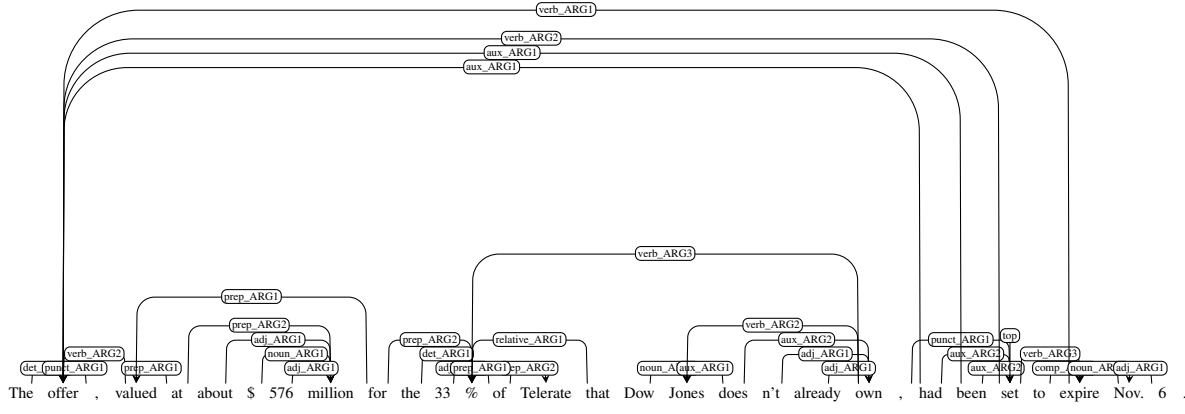 verb_ARG1
verb_ARG2
aux_ARG1
aux_ARG1
verb_ARG3
prep_ARG1
prep_ARG2 verb_ARG2
adj_ARG1 prep_ARG2 relative_ARG1 aux_ARG2 punct_ARG1 top
verb_ARG2 noun_ARG1 det_ARG1 adj_ARG1 aux_ARG2 verb_ARG3
punct_ARG1 prep_ARG1 adj_ARG1 prep_ARG1 aux_ARG1 adj_ARG1 adj_ARG1
The offer , valued at about $ 576 million for the 33 % of Telerate that Dow Jones does n't already own , had been set to expire Nov. 6 .